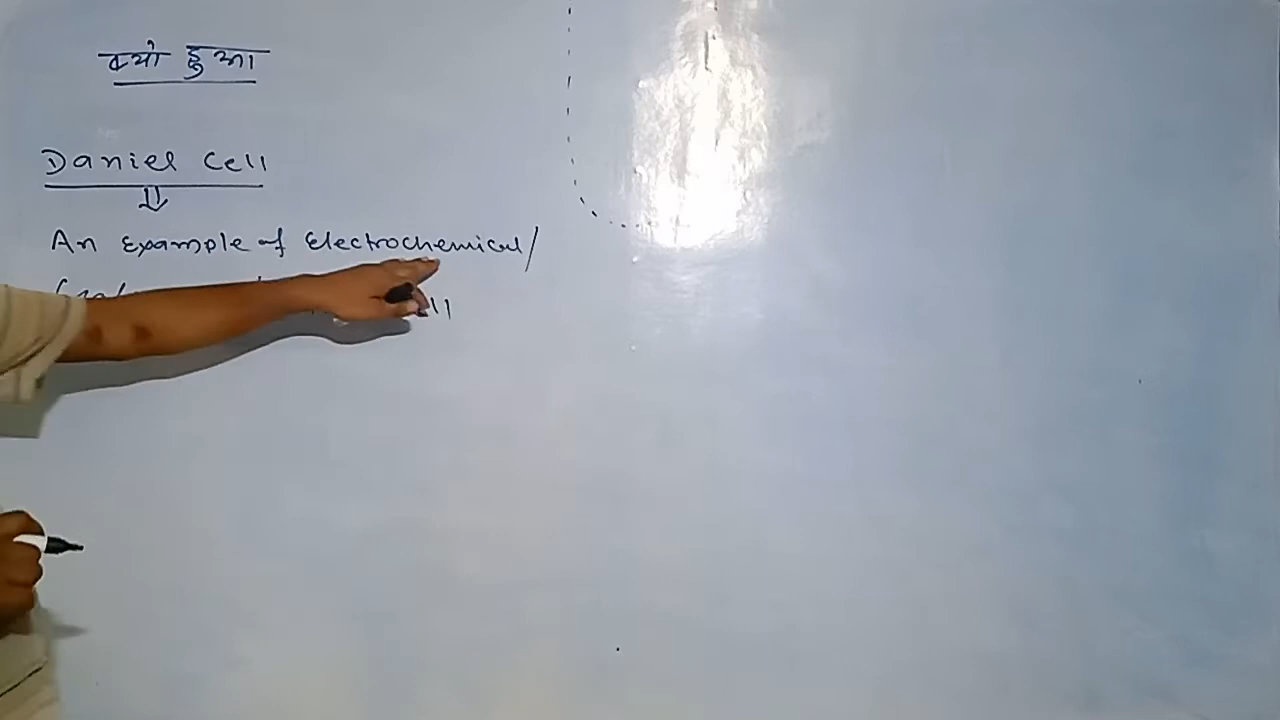 क्यो हुआ
Daniel Cell
⇓
An Example of Electrochemical/